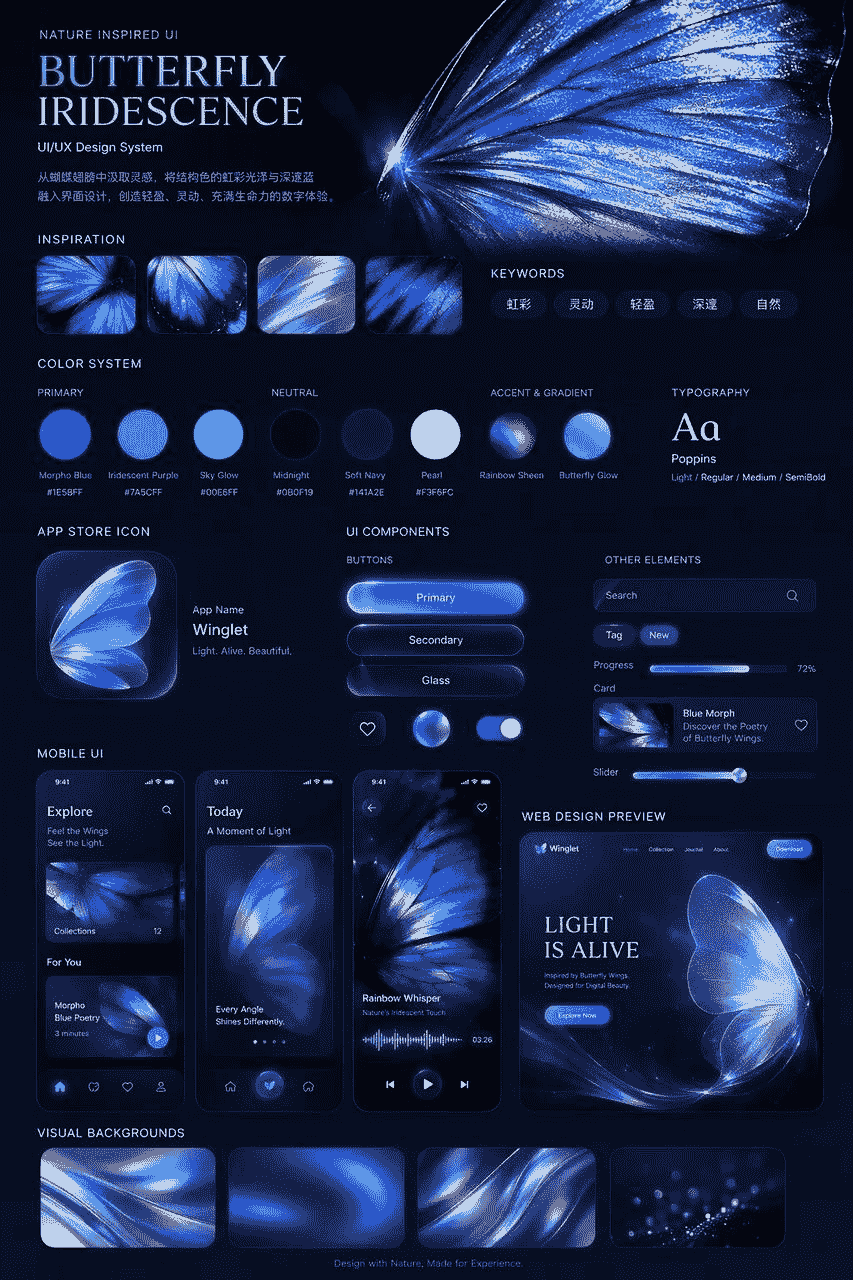 NATURE INSPIRED UI
BUTTERFLY
IRIDESCENCE
UI/UX Design System
从蝴蝶翅膀中汲取灵感，将结构色的虹彩光泽与深邃蓝
融入界面设计，创造轻盈、灵动、充满生命力的数字体验。
INSPIRATION
KEYWORDS
虹彩
灵动
轻盈
深邃
自然
COLOR SYSTEM
PRIMARY
NEUTRAL
ACCENT & GRADIENT
TYPOGRAPHY
Aa
Poppins
Light / Regular / Medium / SemiBold
Morpho Blue
Iridescent Purple
Sky Glow
Midnight
Soft Navy
Pearl
Rainbow Sheen
Butterfly Glow
#1E5BFF
#7A5CFF
#00E5FF
#0B0F19
#141A2E
#F3F6FC
APP STORE ICON
App Name
Winglet
Light. Alive. Beautiful.
UI COMPONENTS
BUTTONS
Primary
Secondary
Glass
OTHER ELEMENTS
Search
Tag
New
Progress
72%
Card
Blue Morph
Discover the Poetry
of Butterfly Wings.
Slider
MOBILE UI
9:41
Explore
Feel the Wings
See the Light.
Collections
12
For You
Morpho
Blue Poetry
3 minutes
9:41
Today
A Moment of Light
Every Angle
Shines Differently.
9:41
Rainbow Whisper
Nature's Iridescent Touch
03:26
WEB DESIGN PREVIEW
Winglet
Home
Collection
Journal
About
Download
LIGHT
IS ALIVE
Inspired by Butterfly Wings.
Designed for Digital Beauty.
Explore Now
VISUAL BACKGROUNDS
Design with Nature, Made for Experience.